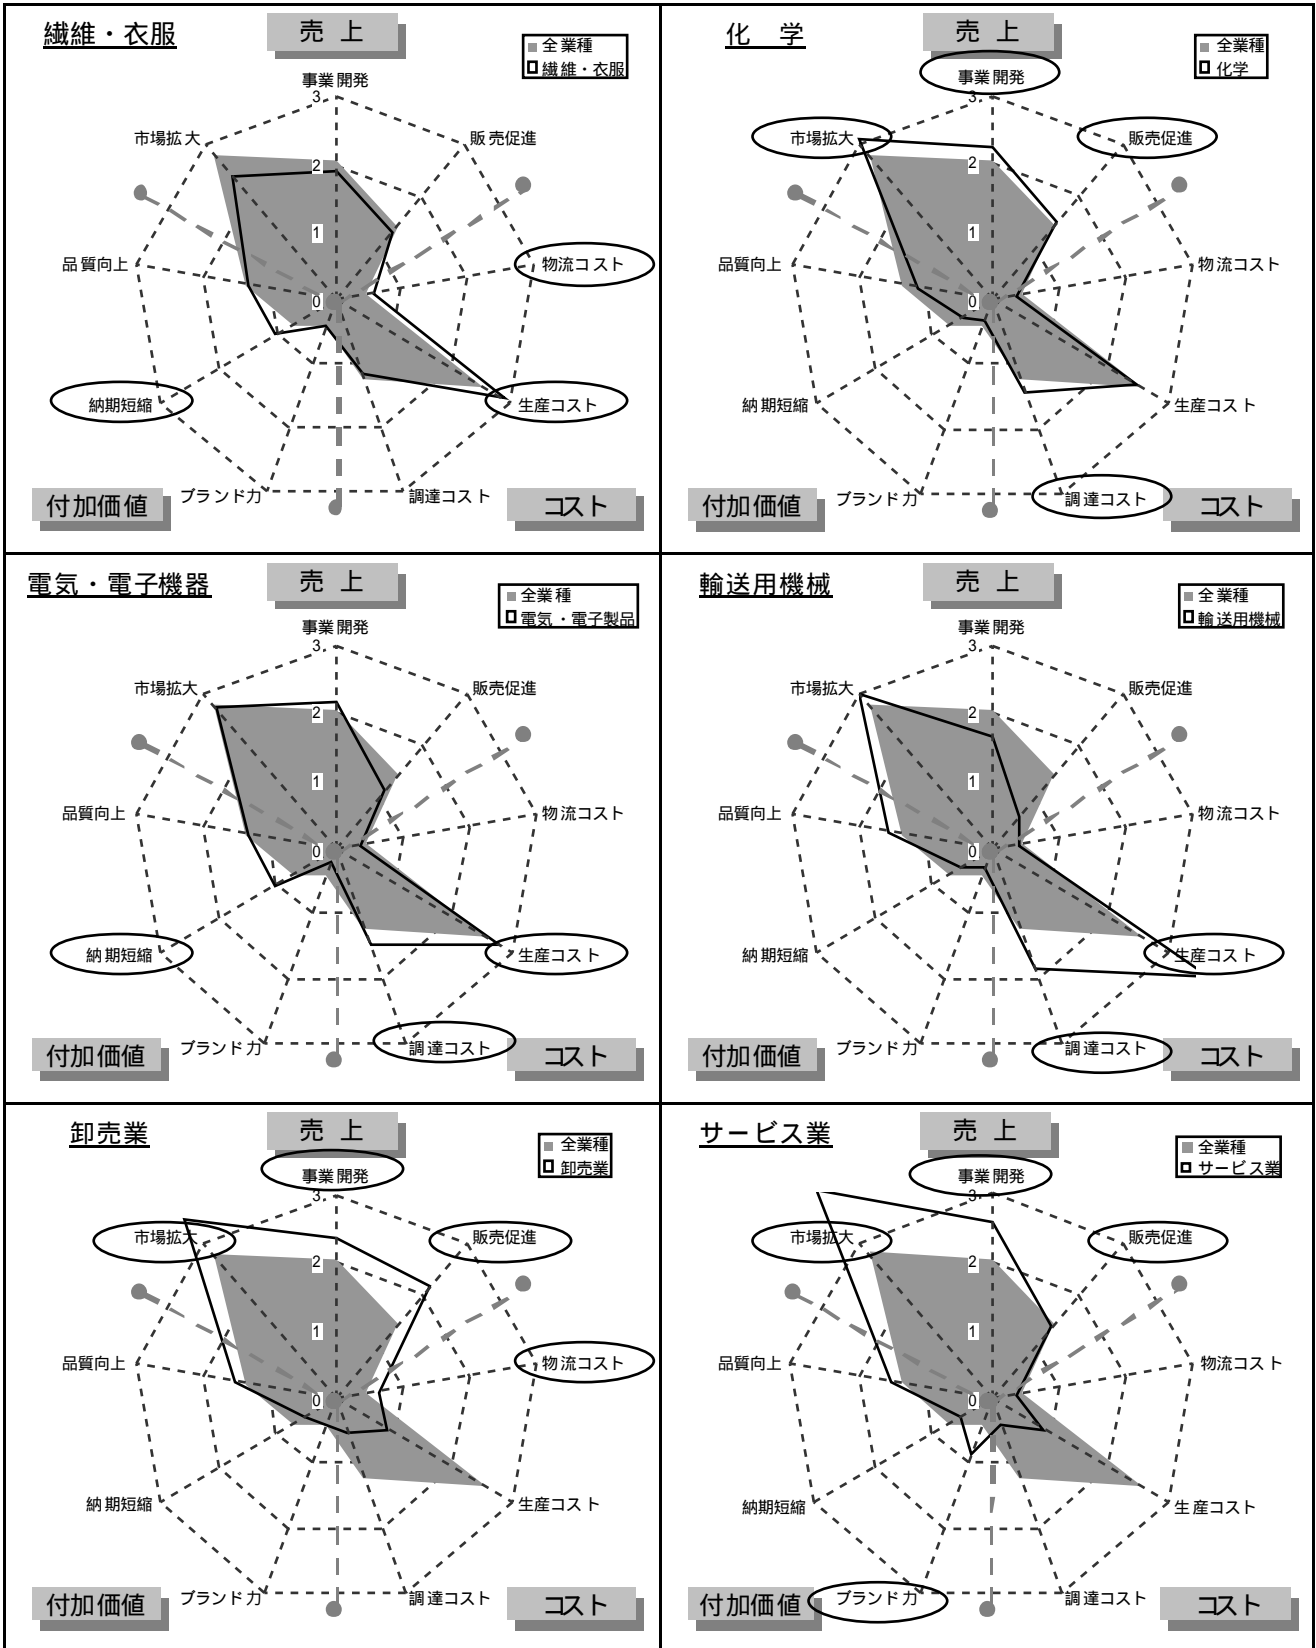 繊維・衣服
売 上
全業種
繊維・衣服
事業開発
3
市場拡大
販売促進
2
1
品質向上
物流コスト
0
納期短縮
生産コスト
付加価値
ブランド力
調達コスト
コスト
化 学
売 上
全業種
化学
事業開発
3
市場拡大
販売促進
2
1
品質向上
物流コスト
0
納期短縮
生産コスト
付加価値
ブランド力
調達コスト
コスト
電気・電子機器
売 上
全業種
電気・電子製品
事業開発
3
市場拡大
販売促進
2
1
品質向上
物流コスト
0
納期短縮
生産コスト
付加価値
ブランド力
調達コスト
コスト
輸送用機械
売 上
全業種
輸送用機械
事業開発
3
市場拡大
販売促進
2
1
品質向上
物流コスト
0
納期短縮
生産コスト
付加価値
ブランド力
調達コスト
コスト
卸売業
売 上
全業種
卸売業
事業開発
3
市場拡大
販売促進
2
1
品質向上
物流コスト
0
納期短縮
生産コスト
付加価値
ブランド力
調達コスト
コスト
サービス業
売 上
全業種
サービス業
事業開発
3
市場拡大
販売促進
2
1
品質向上
物流コスト
0
納期短縮
生産コスト
付加価値
ブランド力
調達コスト
コスト